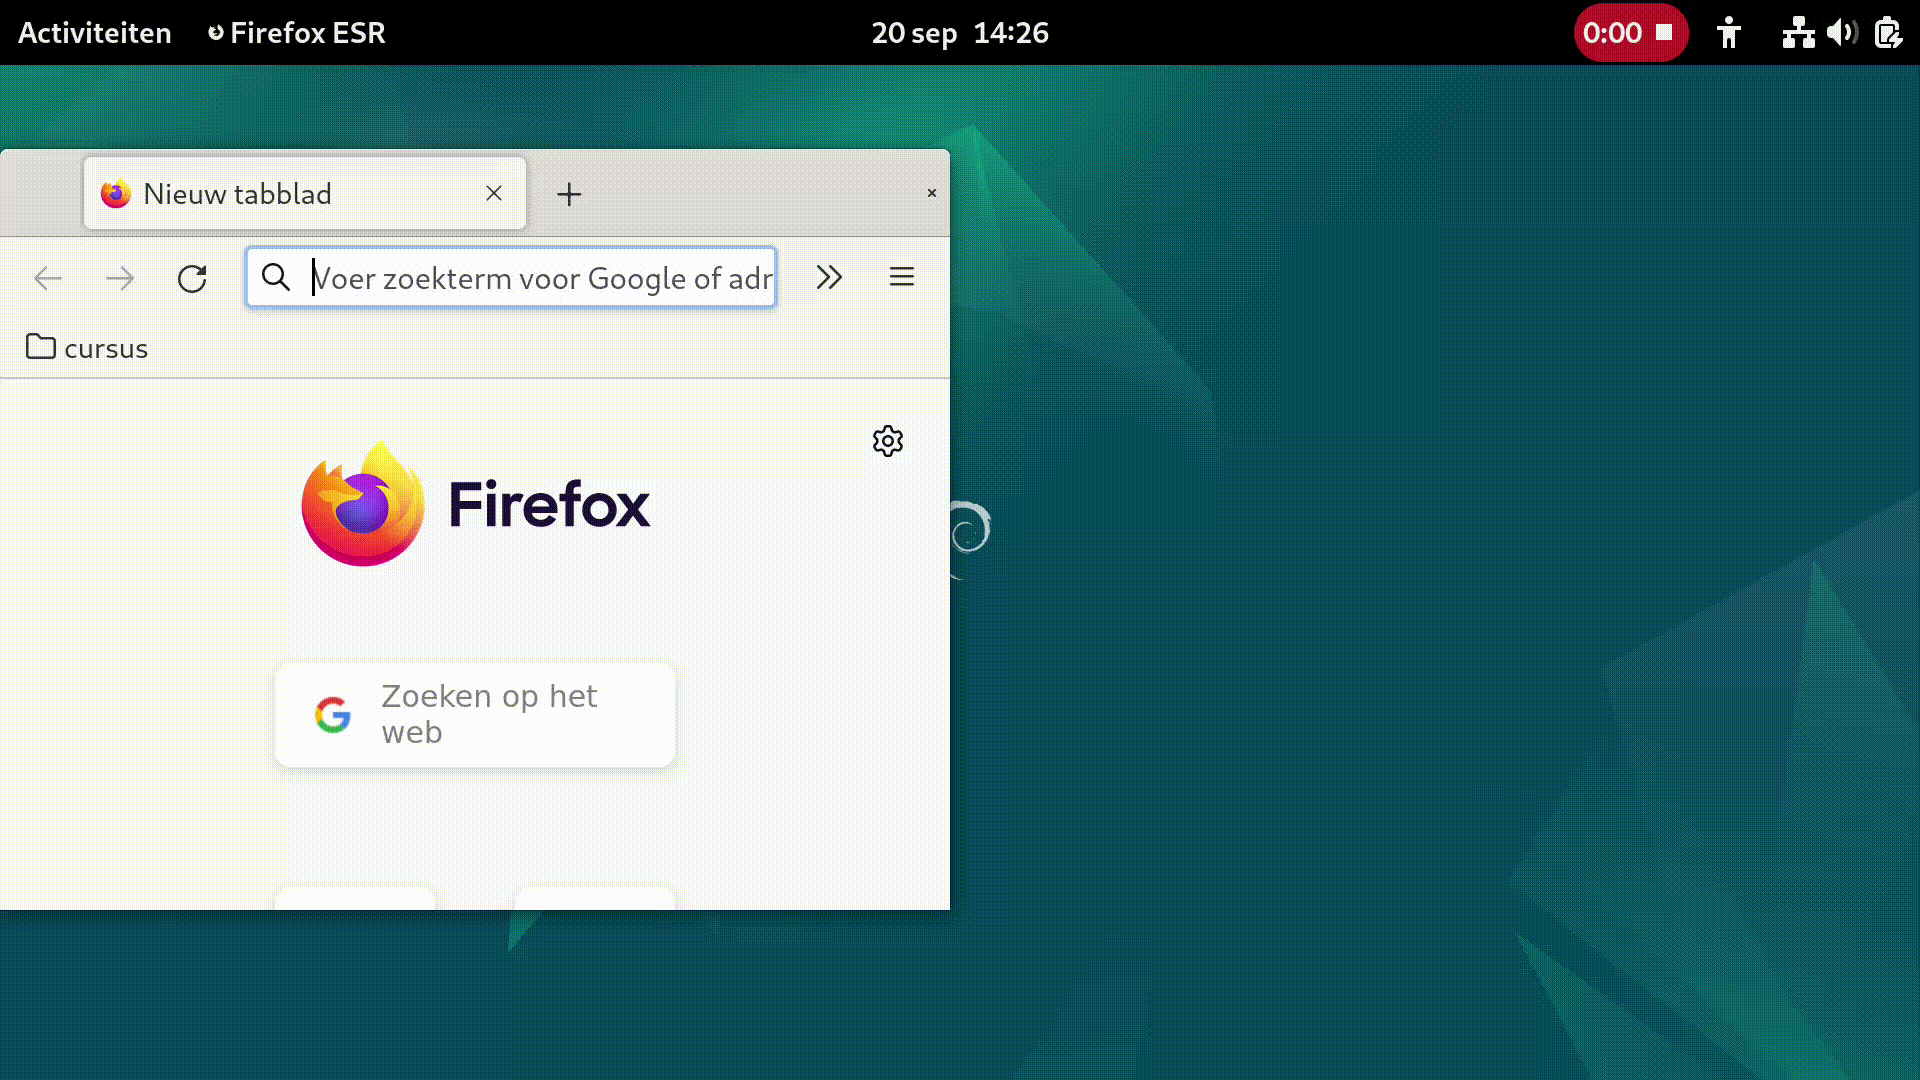 Activiteiten
Firefox ESR
20 sep 14:26
0:00
Nieuw tabblad
Voer zoekterm voor Google of adr
cursus
Firefox
Zoeken op het
web